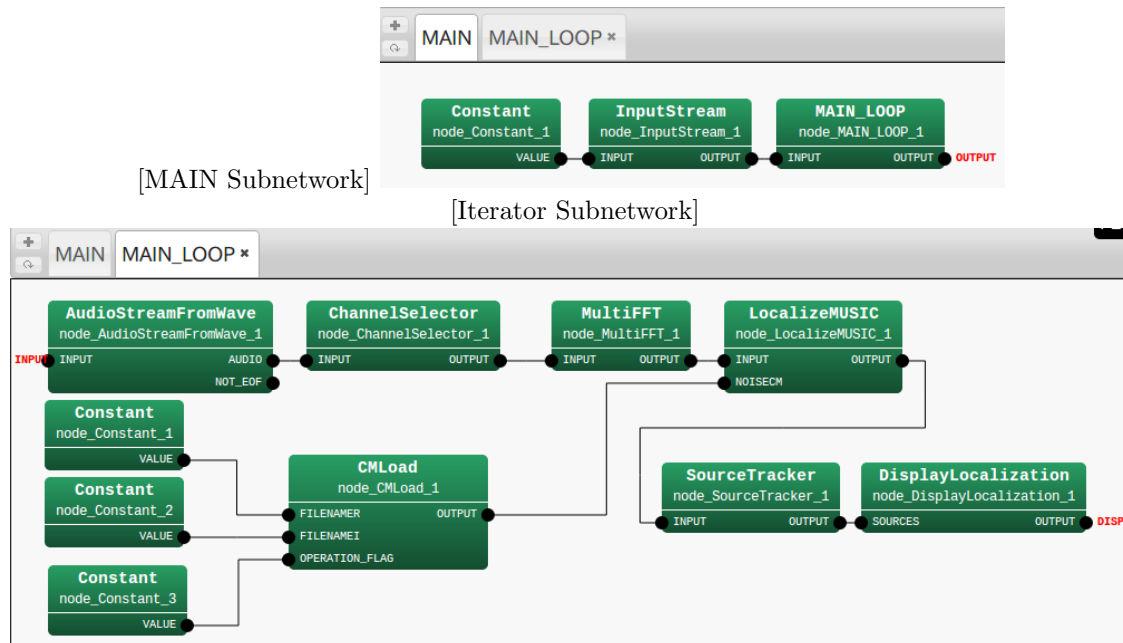 MAIN MAIN_LOOP ×
Constant InputStream MAIN_LOOP
node_Constant_1 node_InputStream_1 node_MAIN_LOOP_1
VALUE INPUT OUTPUT INPUT OUTPUT OUTPUT
[MAIN Subnetwork]
[Iterator Subnetwork]
MAIN MAIN_LOOP ×
AudioStreamFromWave ChannelSelector MultiFFT LocalizeMUSIC
node_AudioStreamFromWave_1 node_ChannelSelector_1 node_MultiFFT_1 node_LocalizeMUSIC_1
INPUT INPUT AUDIO INPUT OUTPUT INPUT OUTPUT INPUT OUTPUT
NOT_EOF NOISECM
Constant
node_Constant_1
VALUE
CMLoad
node_CMLoad_1
FILENAMER OUTPUT
FILENAMEI
OPERATION_FLAG
Constant
node_Constant_2
VALUE
Constant
node_Constant_3
VALUE
SourceTracker DisplayLocalization
node_SourceTracker_1 node_DisplayLocalization_1
INPUT OUTPUT SOURCES OUTPUT DISP